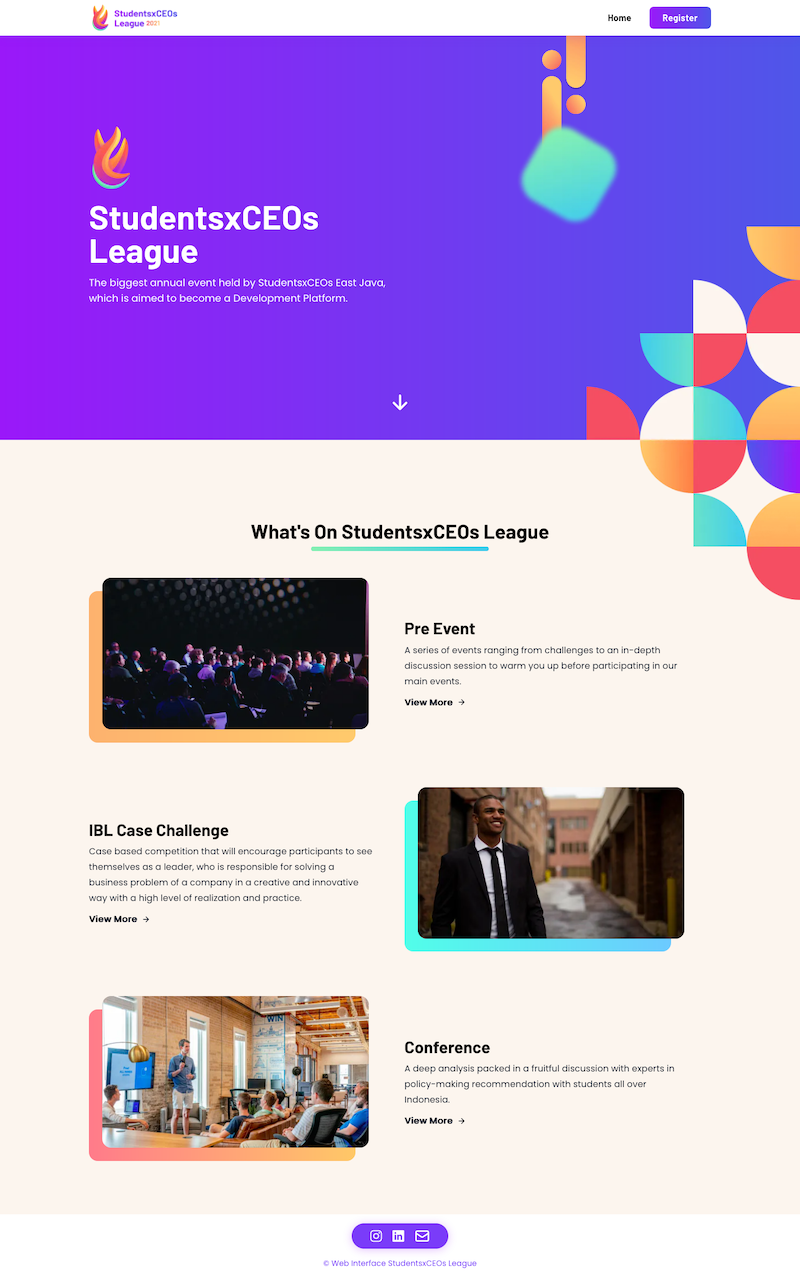 StudentsxCEOs
League 2021
Home
Register
StudentsxCEOs
League
The biggest annual event held by StudentsxCEOs East Java,
which is aimed to become a Development Platform.
What's On StudentsxCEOs League
Pre Event
A series of events ranging from challenges to an in-depth
discussion session to warm you up before participating in our
main events.
View More
IBL Case Challenge
Case based competition that will encourage participants to see
themselves as a leader, who is responsible for solving a
business problem of a company in a creative and innovative
way with a high level of realization and practice.
View More
WiN
Conference
A deep analysis packed in a fruitful discussion with experts in
policy-making recommendation with students all over
Indonesia.
View More
in
© Web Interface StudentsxCEOs League